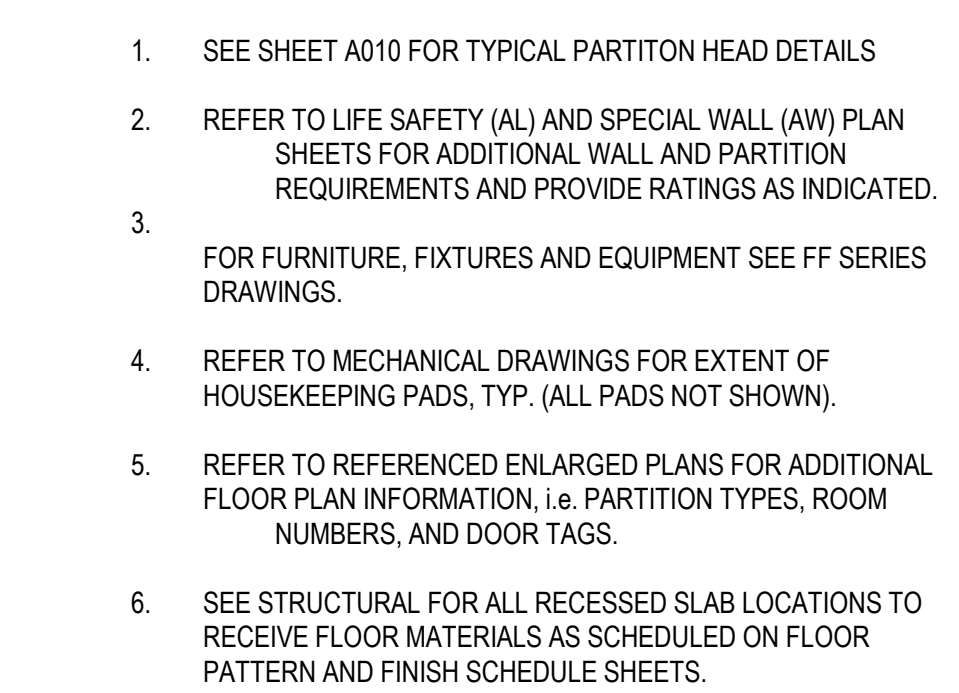 1. SEE SHEET A010 FOR TYPICAL PARTITON HEAD DETAILS
2. REFER TO LIFE SAFETY (AL) AND SPECIAL WALL (AW) PLAN
SHEETS FOR ADDITIONAL WALL AND PARTITION
REQUIREMENTS AND PROVIDE RATINGS AS INDICATED.
3.
FOR FURNITURE, FIXTURES AND EQUIPMENT SEE FF SERIES
DRAWINGS.
4. REFER TO MECHANICAL DRAWINGS FOR EXTENT OF
HOUSEKEEPING PADS, TYP. (ALL PADS NOT SHOWN).
5. REFER TO REFERENCED ENLARGED PLANS FOR ADDITIONAL
FLOOR PLAN INFORMATION, i.e. PARTITION TYPES, ROOM
NUMBERS, AND DOOR TAGS.
6. SEE STRUCTURAL FOR ALL RECESSED SLAB LOCATIONS TO
RECEIVE FLOOR MATERIALS AS SCHEDULED ON FLOOR
PATTERN AND FINISH SCHEDULE SHEETS.